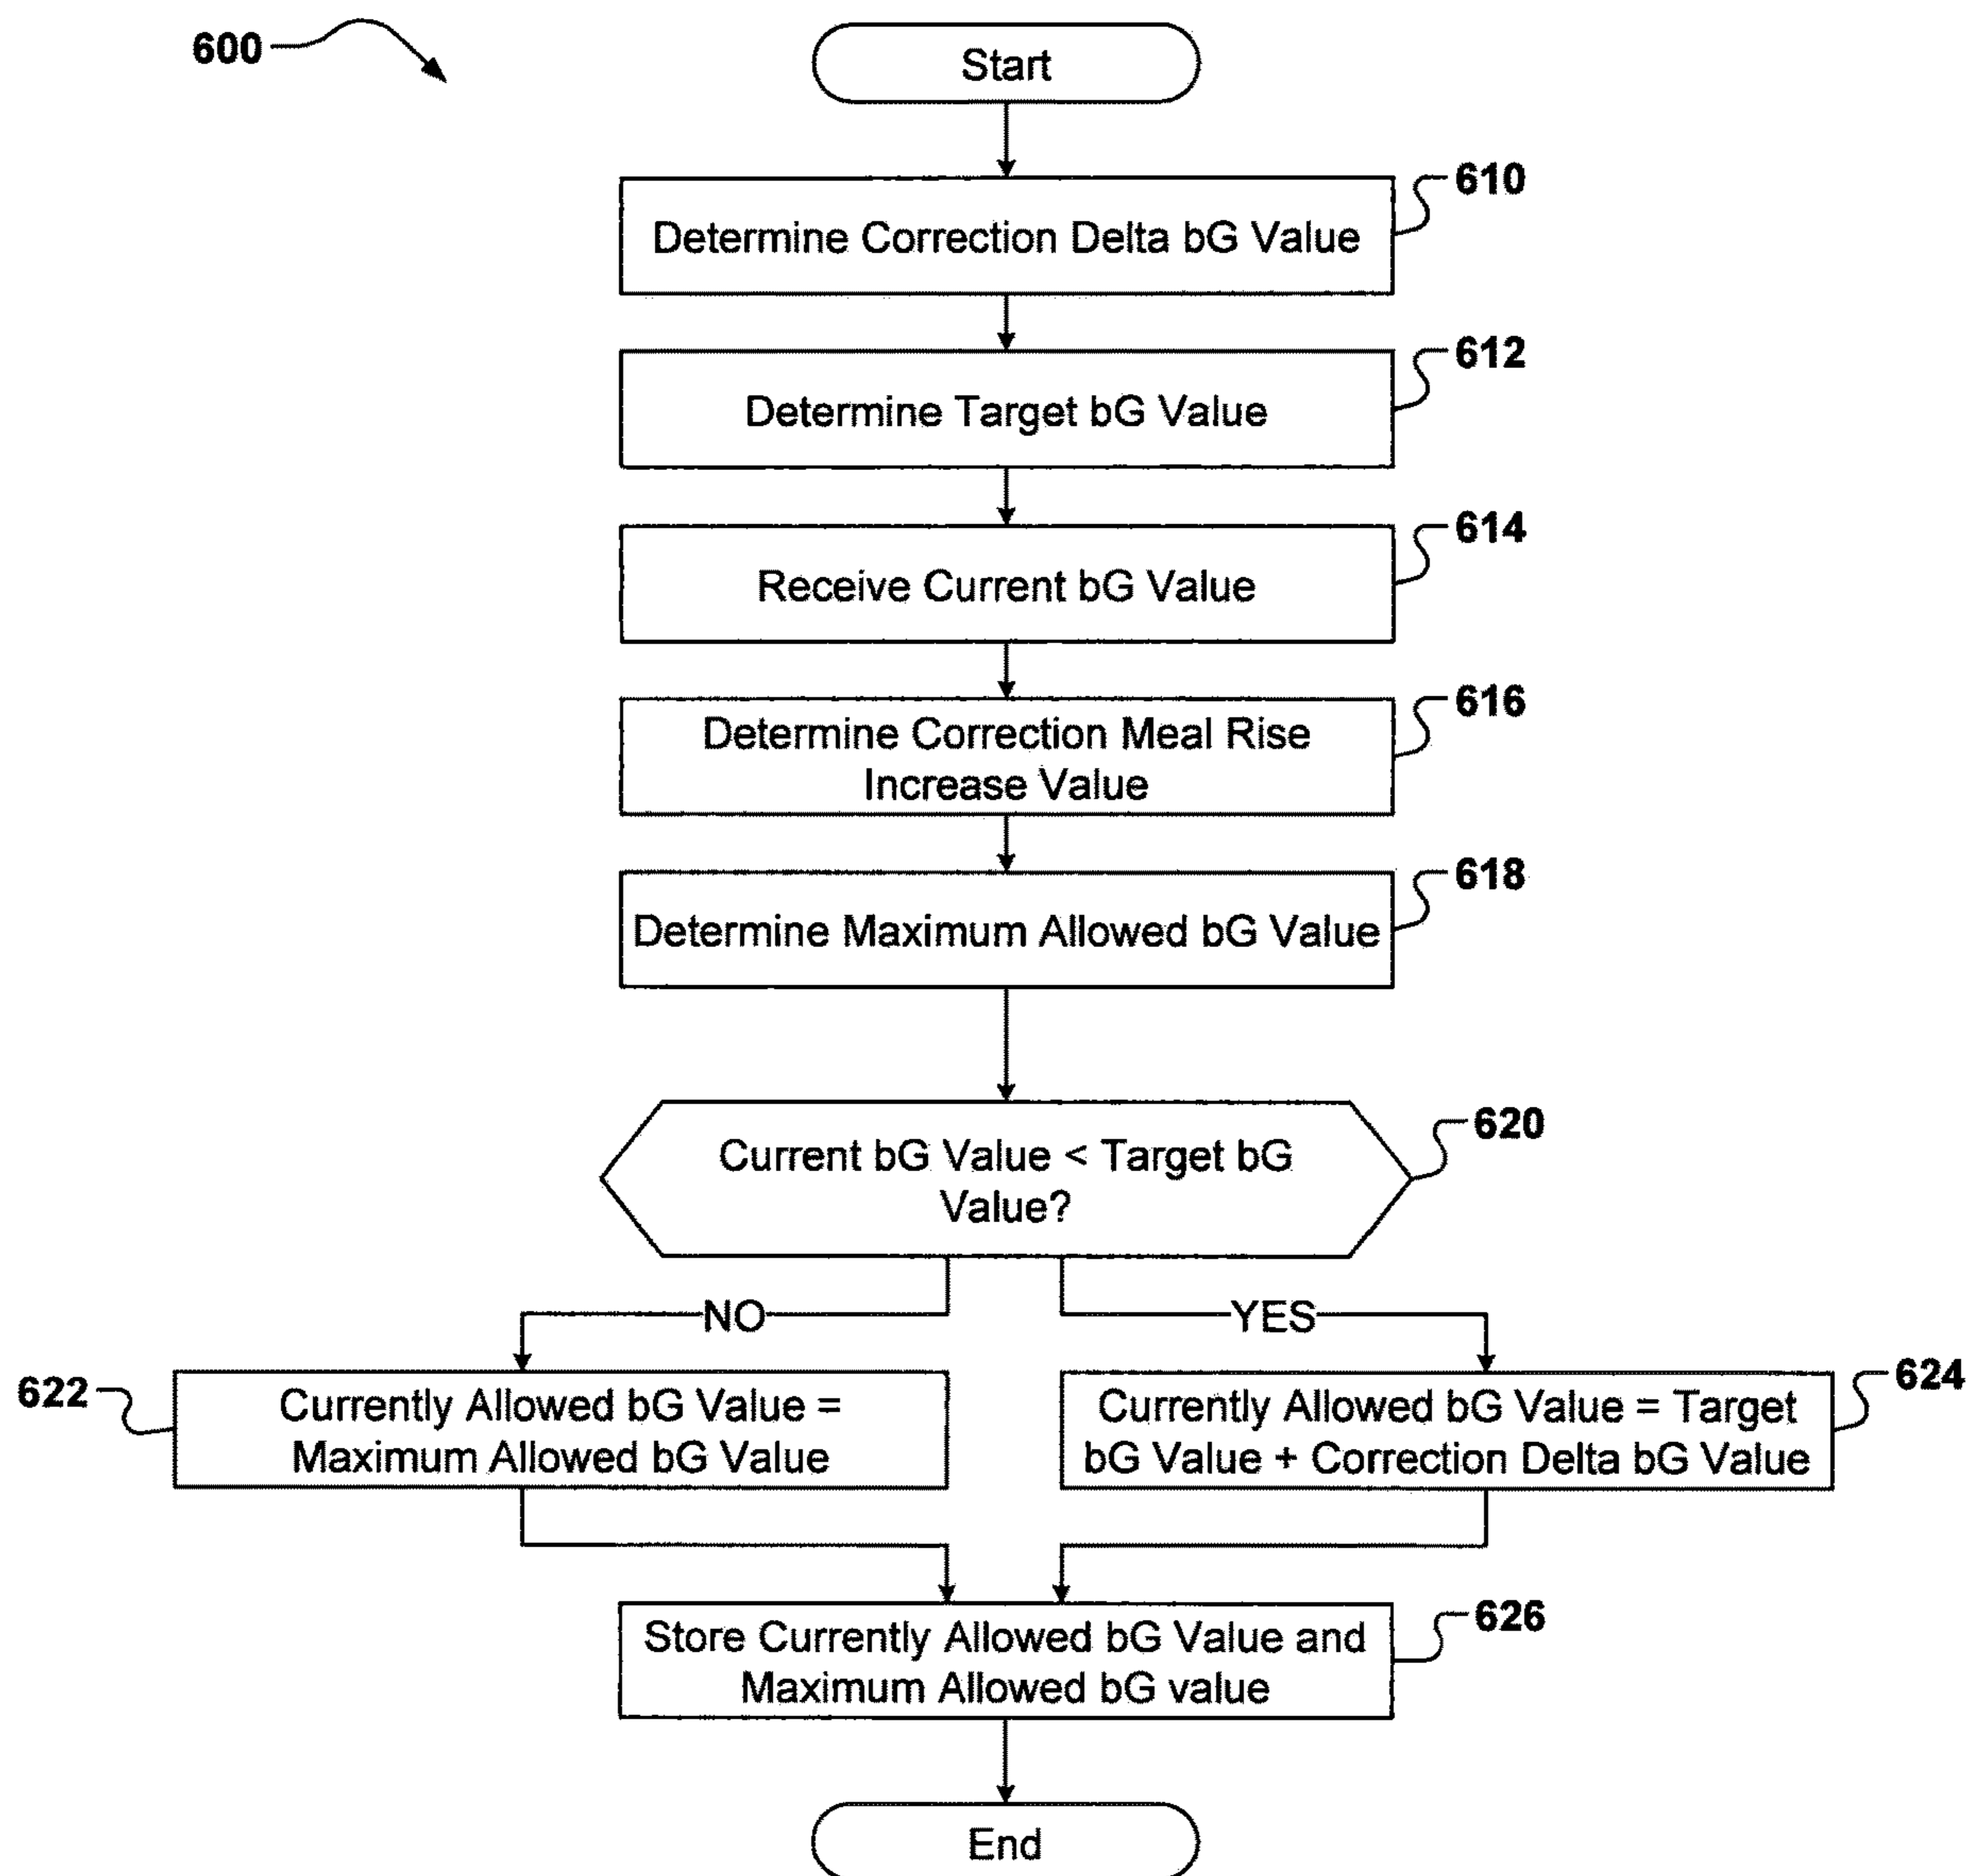 600
Start
610
Determine Correction Delta bG Value
612
Determine Target bG Value
614
Receive Current bG Value
616
Determine Correction Meal Rise
Increase Value
618
Determine Maximum Allowed bG Value
620
Current bG Value < Target bG
Value?
NO
YES
622
Currently Allowed bG Value =
Maximum Allowed bG Value
624
Currently Allowed bG Value = Target
bG Value + Correction Delta bG Value
626
Store Currently Allowed bG Value and
Maximum Allowed bG value
End